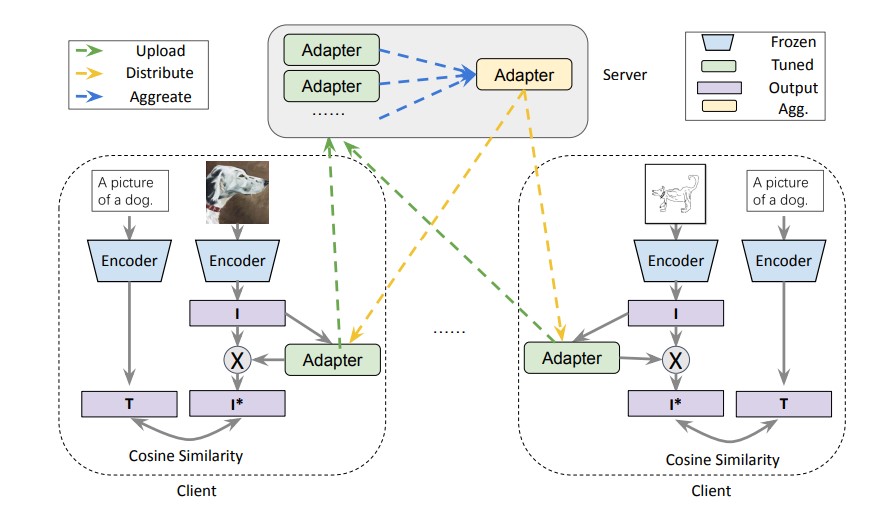 Upload
Distribute
Aggreate
Adapter
Adapter
......
Adapter
Server
Frozen
Tuned
Output
Agg.
A picture
of a dog.
Encoder
Encoder
I
X
Adapter
T
I*
Cosine Similarity
Client
......
A picture
of a dog.
Encoder
Encoder
I
Adapter
X
I*
T
Cosine Similarity
Client